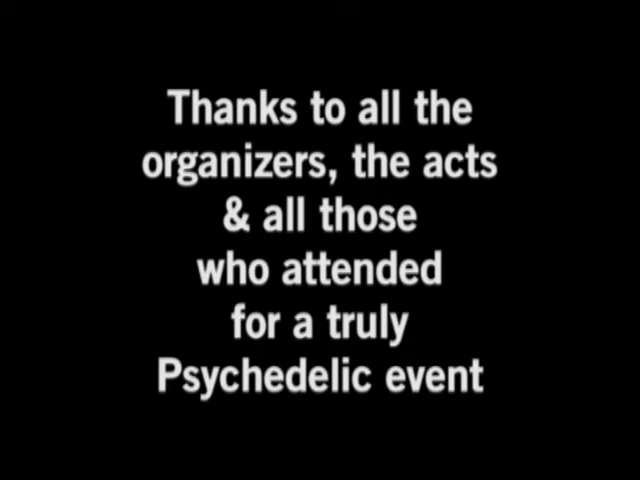 Thanks to all the
organizers, the acts
& all those
who attended
for a truly
Psychedelic event